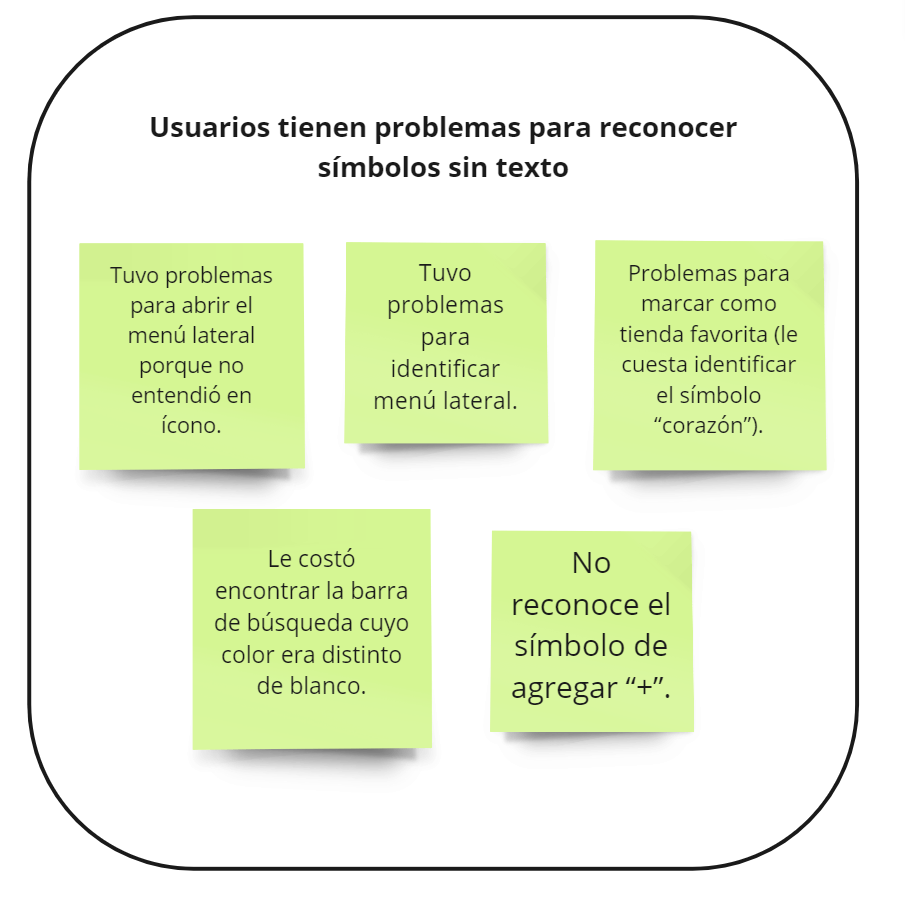 Usuarios tienen problemas para reconocer
símbolos sin texto
Tuvo problemas
para abrir el
menú lateral
porque no
entendió en
ícono.
Tuvo
problemas
para
identificar
menú lateral.
Problemas para
marcar como
tienda favorita (le
cuesta identificar
el símbolo
“corazón”).
Le costó
encontrar la barra
de búsqueda cuyo
color era distinto
de blanco.
No
reconoce el
símbolo de
agregar “+”.